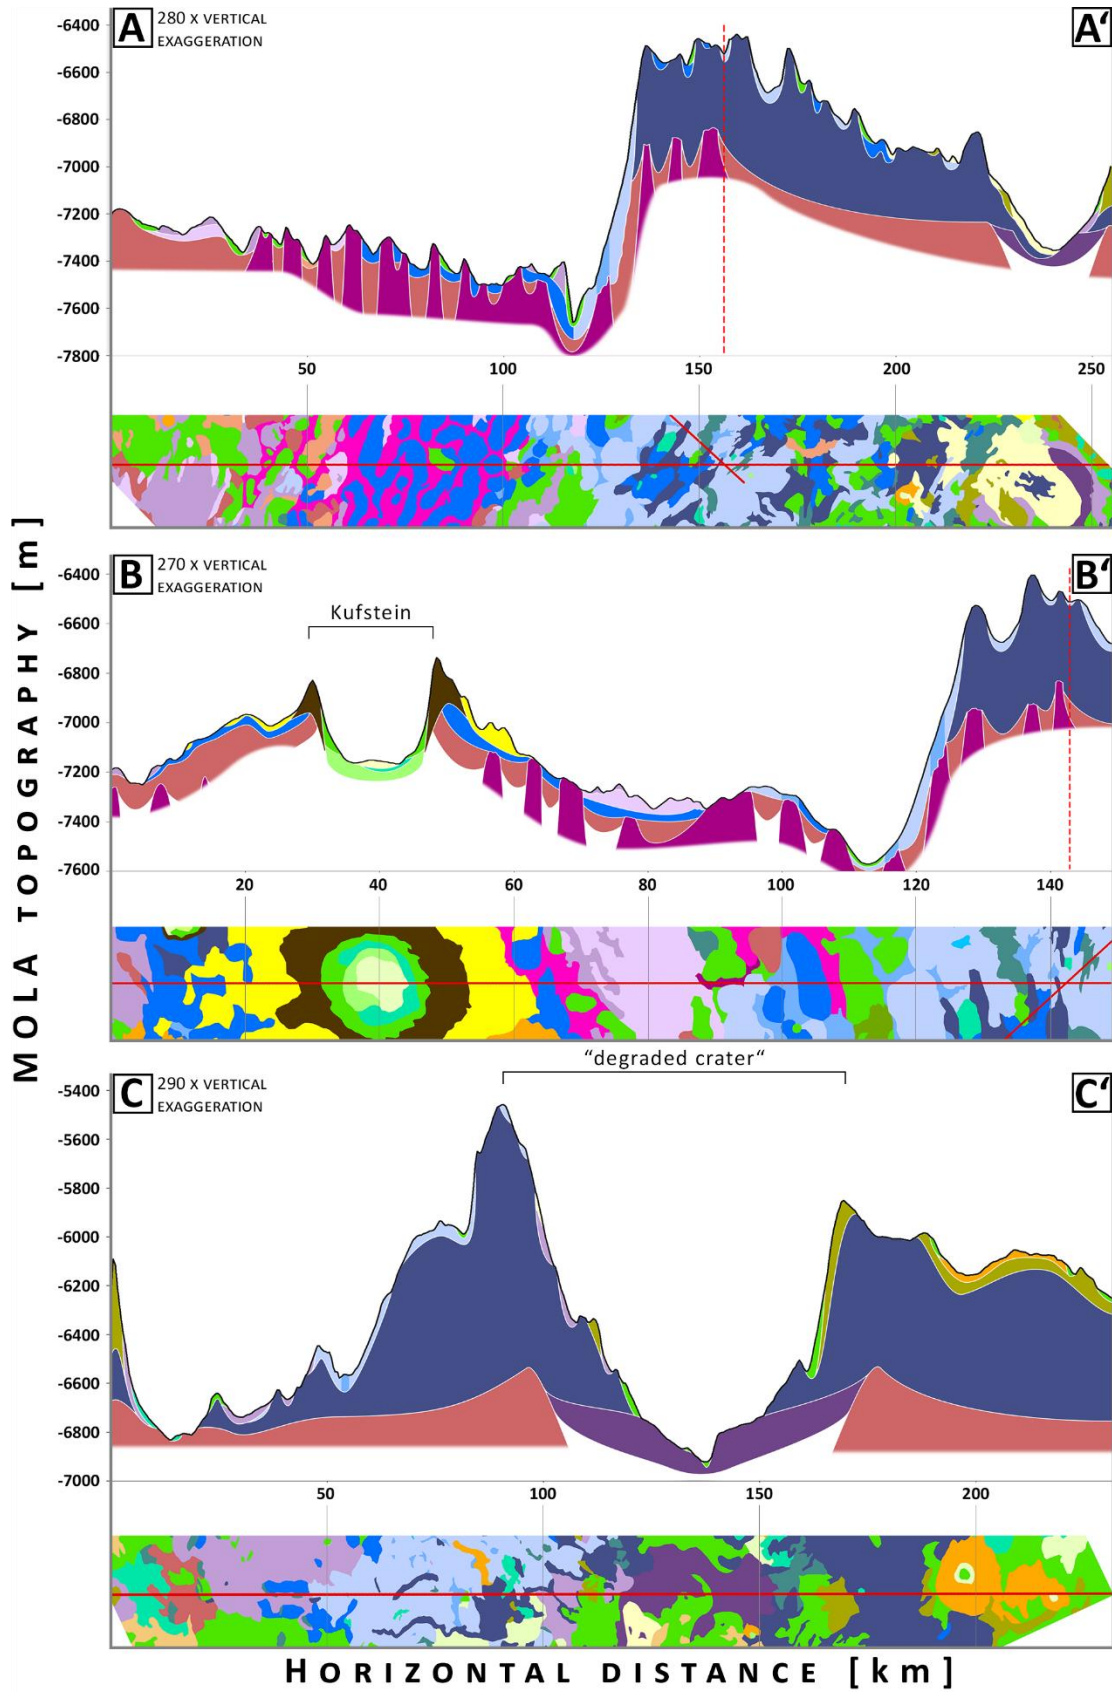 A 280 X VERTICAL A‘
EXAGGERATION
-6400
-6600
-6800
-7000
-7200
-7400
-7600
-7800
50 100 150 200 250
B 270 X VERTICAL B‘
EXAGGERATION
Kufstein
-6400
-6600
-6800
-7000
-7200
-7400
-7600
20 40 60 80 100 120 140
"degraded crater“
C 290 X VERTICAL C‘
EXAGGERATION
-5400
-5600
-5800
-6000
-6200
-6400
-6600
-6800
-7000
50 100 150 200
MOLA TOPOGRAPHY [m]
HORIZONTAL DISTANCE [km]